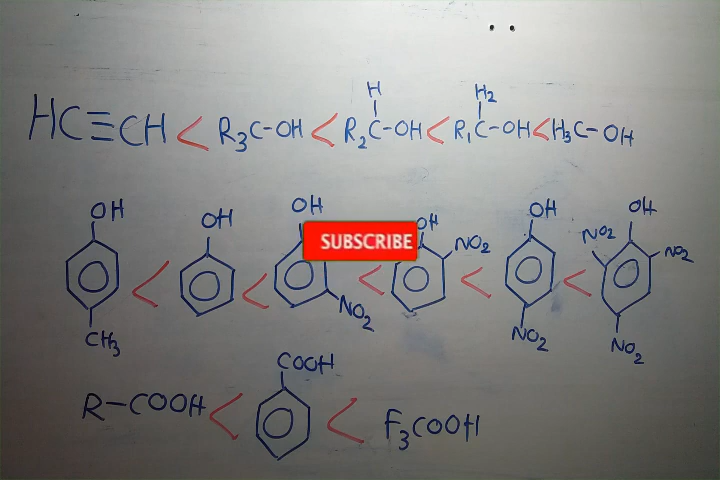 HC≡CH < R₃C-OH < R₂C-OH < R₁C-OH < H₃C-OH
H H₂
OH OH OH OH OH OH
SUBSCRIBE
NO₂ NO₂ NO₂
< < < < <
CH₃ NO₂ NO₂ NO₂
COOH
R-COOH < < F₃COOH